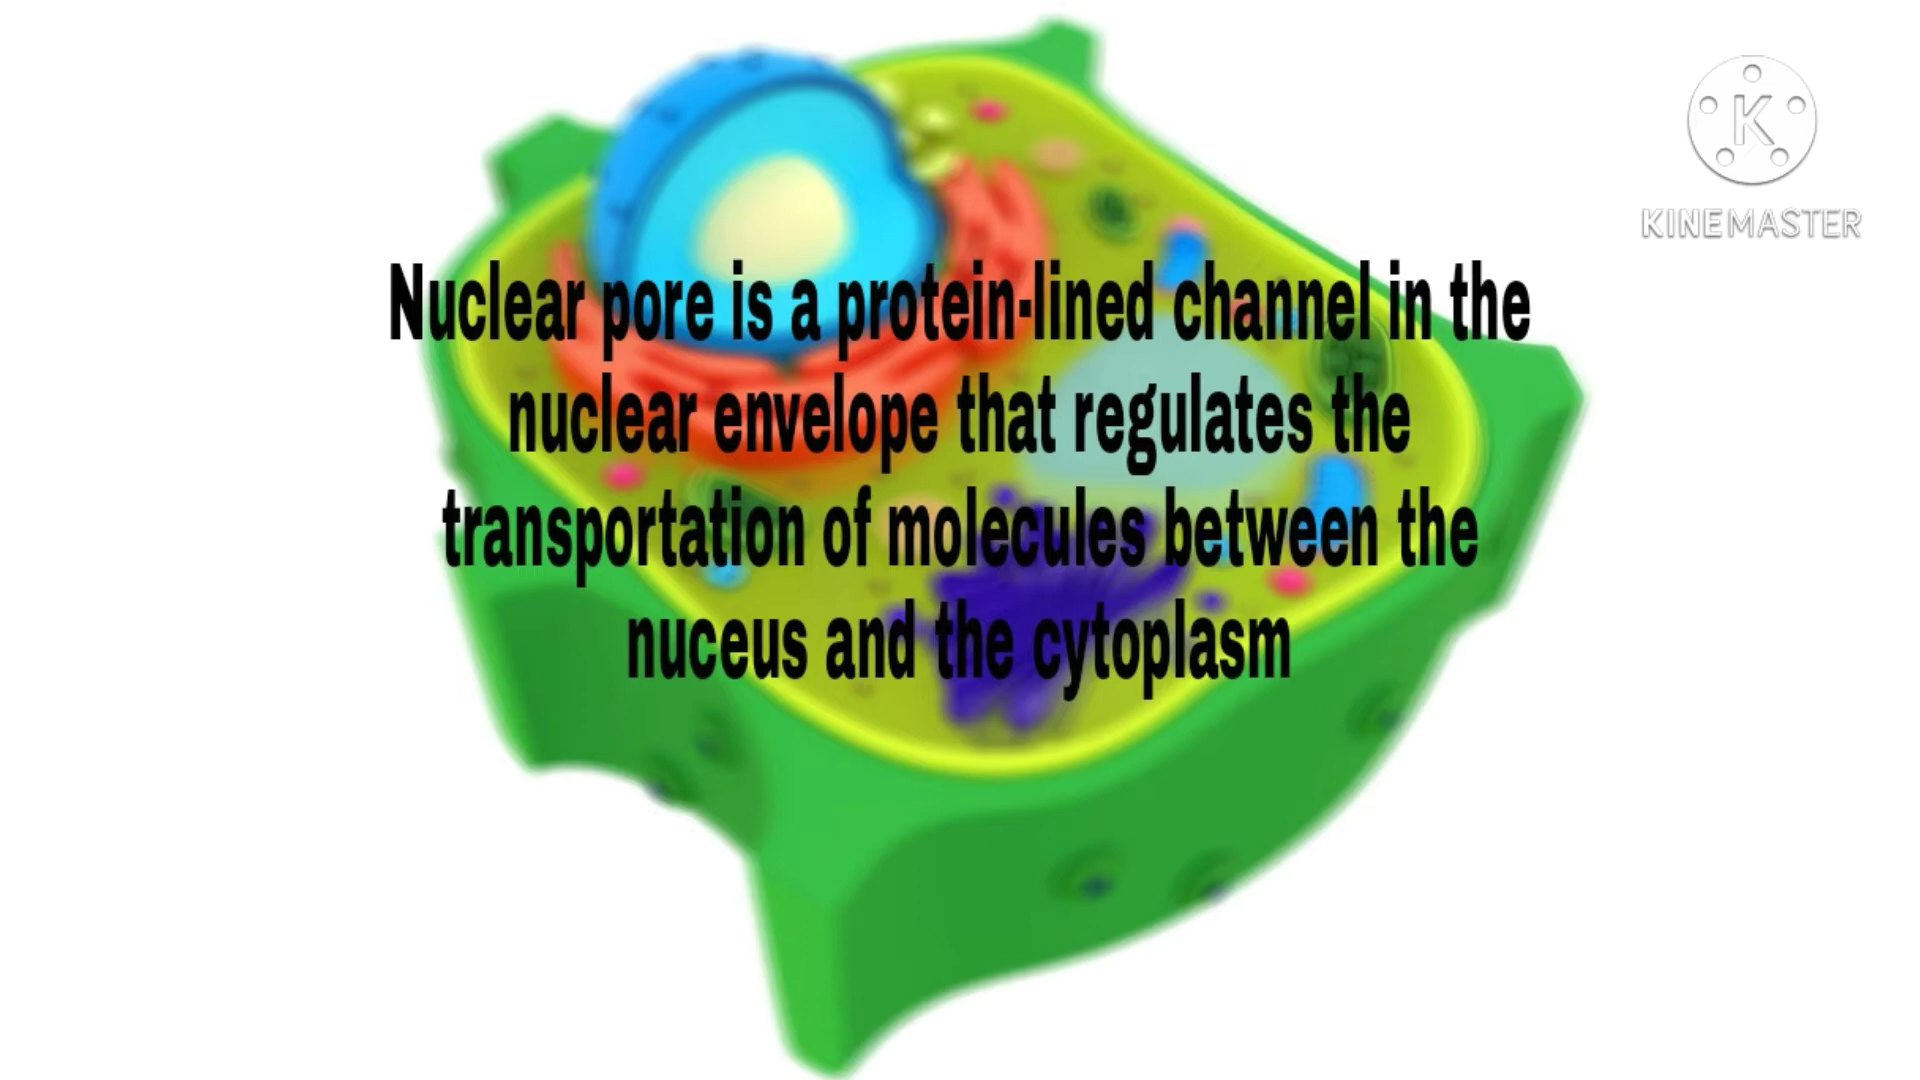 Nuclear pore is a protein-lined channel in the
nuclear envelope that regulates the
transportation of molecules between the
nuceus and the cytoplasm
K
KINEMASTER